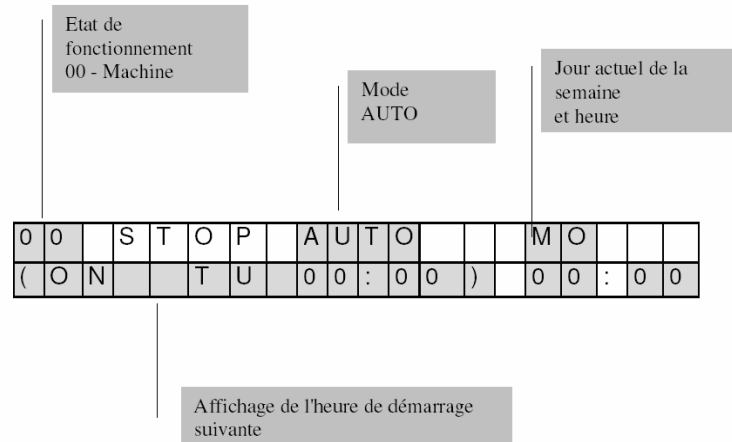 Etat de
fonctionnement
00 - Machine
Mode
AUTO
Jour actuel de la
semaine
et heure
00 STOP AUTO MO
(ON TU 00:00) 00:00
Affichage de l'heure de démarrage
suivante